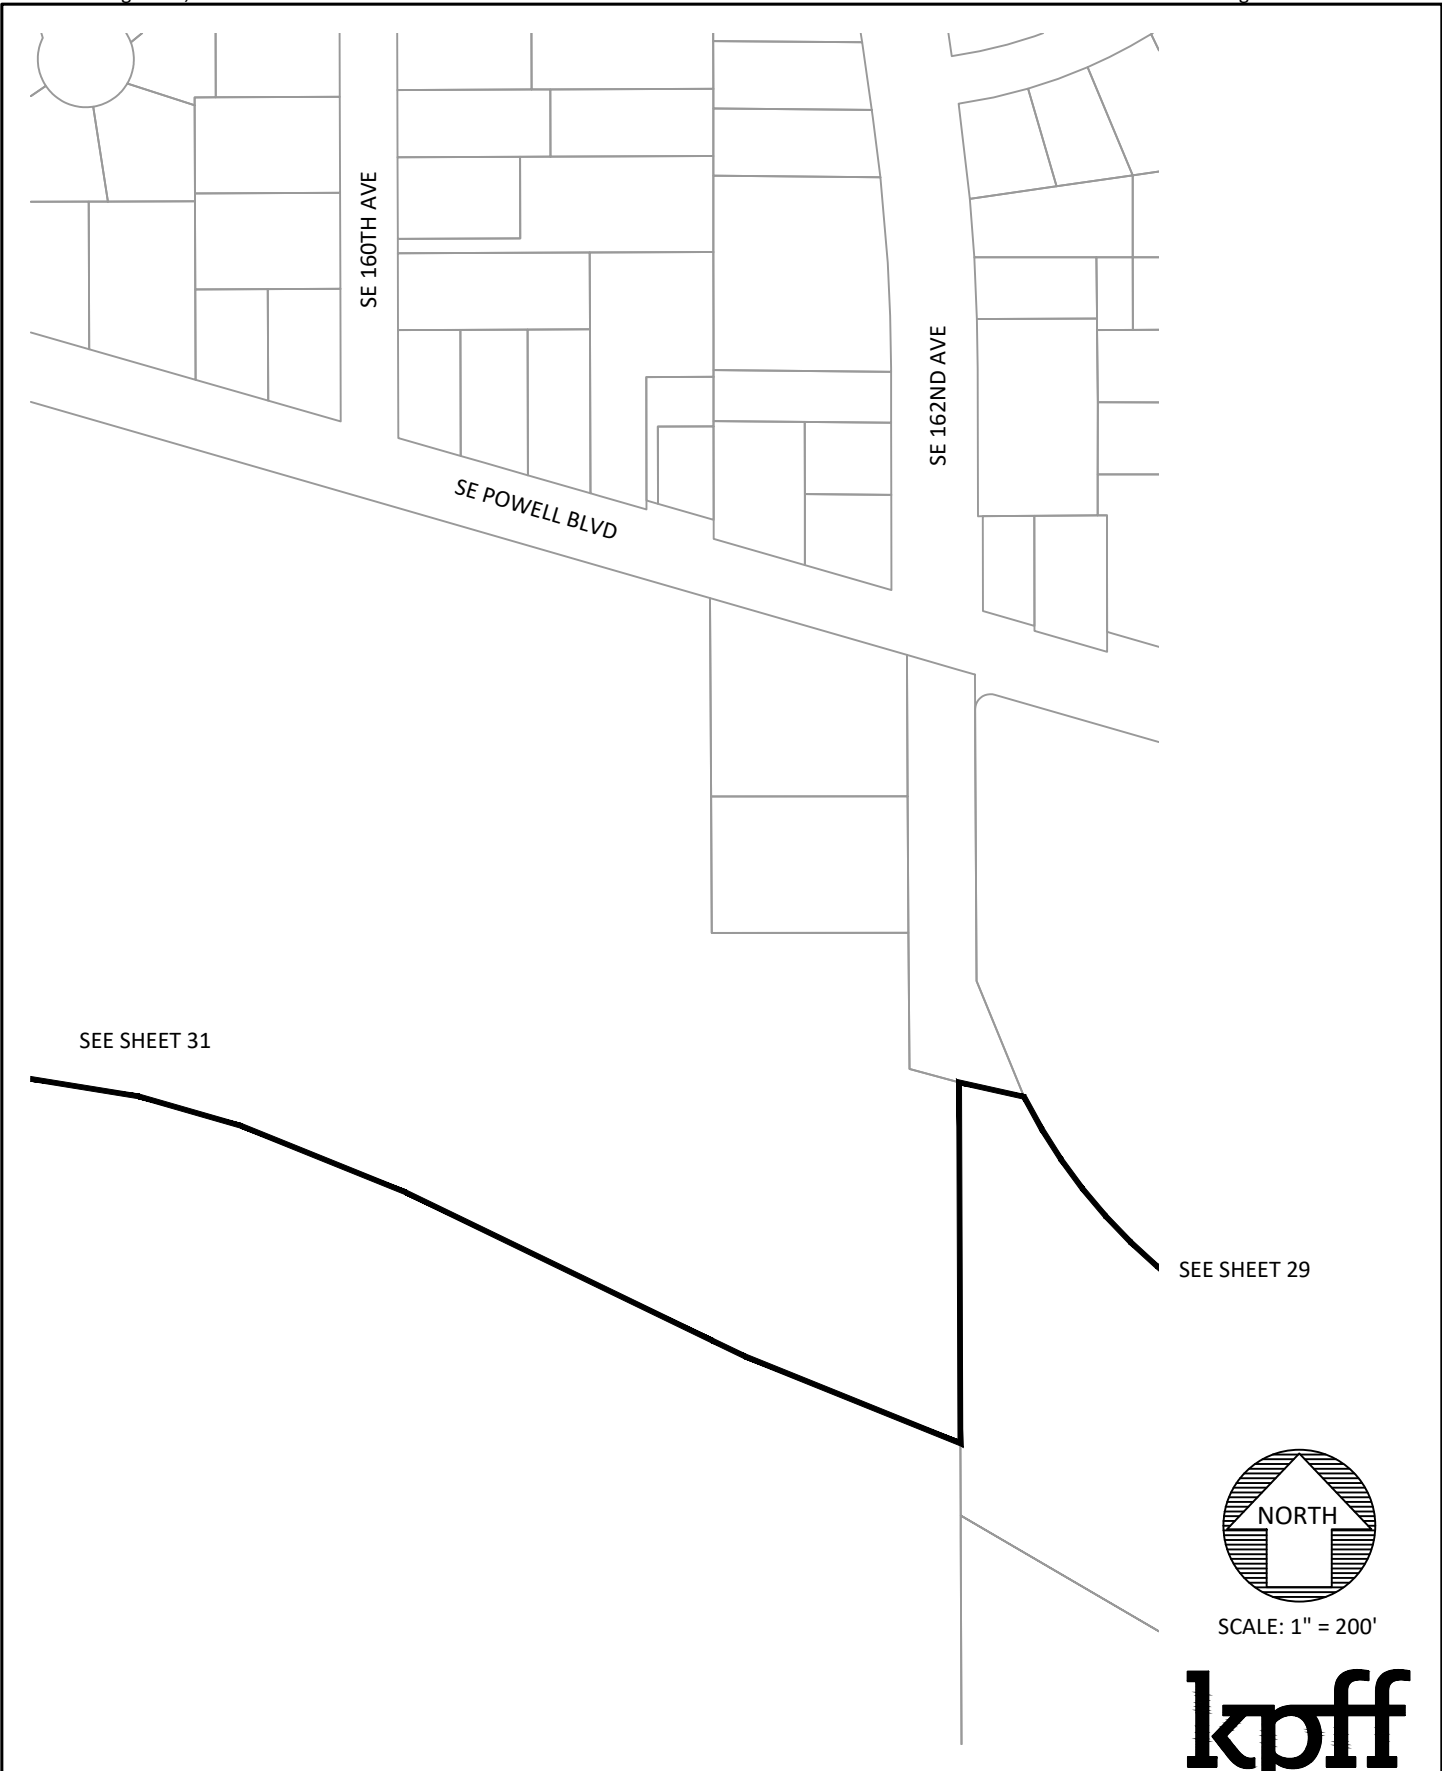 SE 160TH AVE
SE 162ND AVE
SE POWELL BLVD
SEE SHEET 31
SEE SHEET 29
NORTH
SCALE: 1" = 200'
kpff